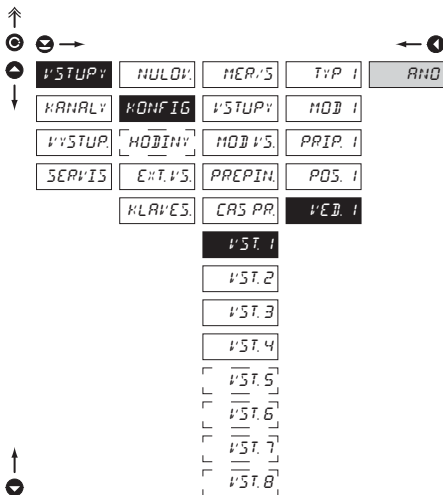 VSTUPY NULOV. MER/S TYP 1 ANO
KANALY KONFIG VSTUPY MOD 1
VYSTUP. HODINY MOD VS. PRIP. 1
SERVIS EXT. VS. PREPIN. POS. 1
KLAVES. CAS PR. VED. 1
VST. 1
VST. 2
VST. 3
VST. 4
VST. 5
VST. 6
VST. 7
VST. 8